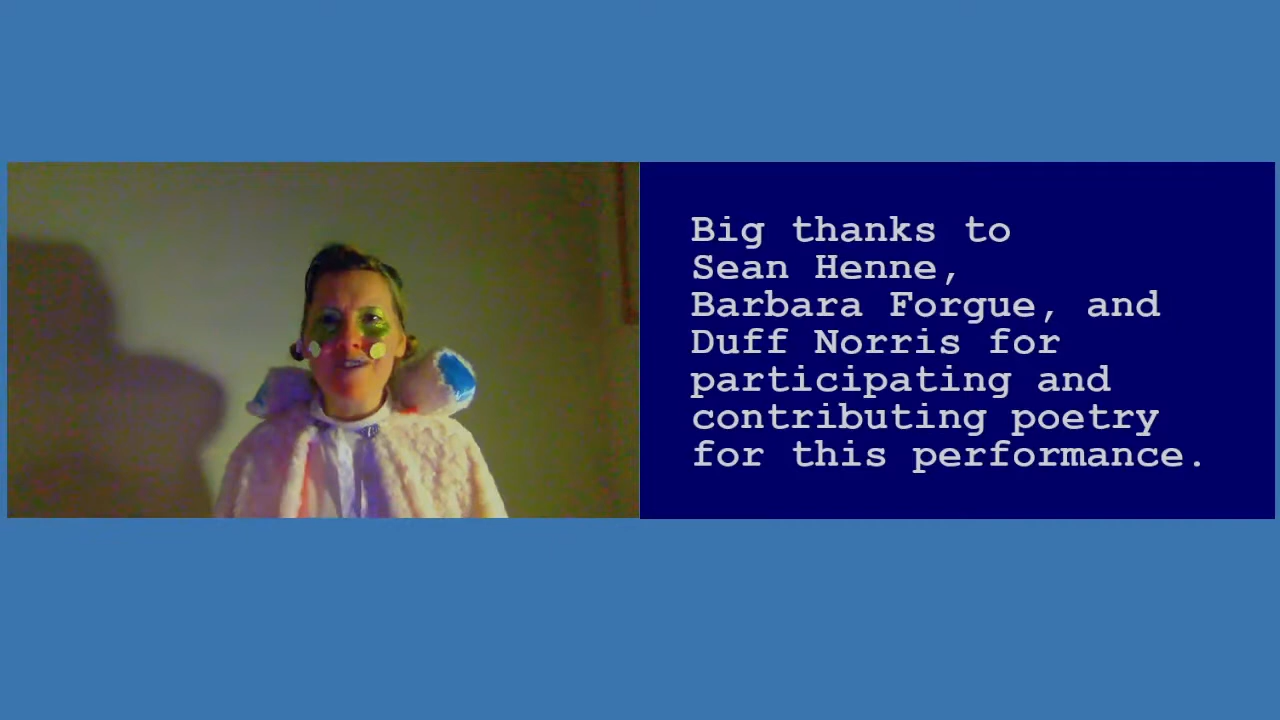 Big thanks to
Sean Henne,
Barbara Forgue, and
Duff Norris for
participating and
contributing poetry
for this performance.